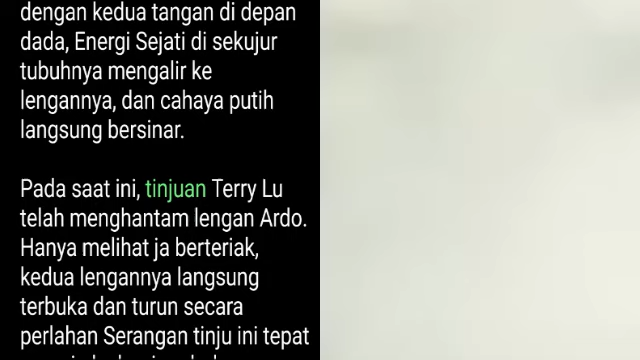 dengan kedua tangan di depan
dada, Energi Sejati di sekujur
tubuhnya mengalir ke
lengannya, dan cahaya putih
langsung bersinar.
Pada saat ini, tinjuan Terry Lu
telah menghantam lengan Ardo.
Hanya melihat ja berteriak,
kedua lengannya langsung
terbuka dan turun secara
perlahan Serangan tinju ini tepat